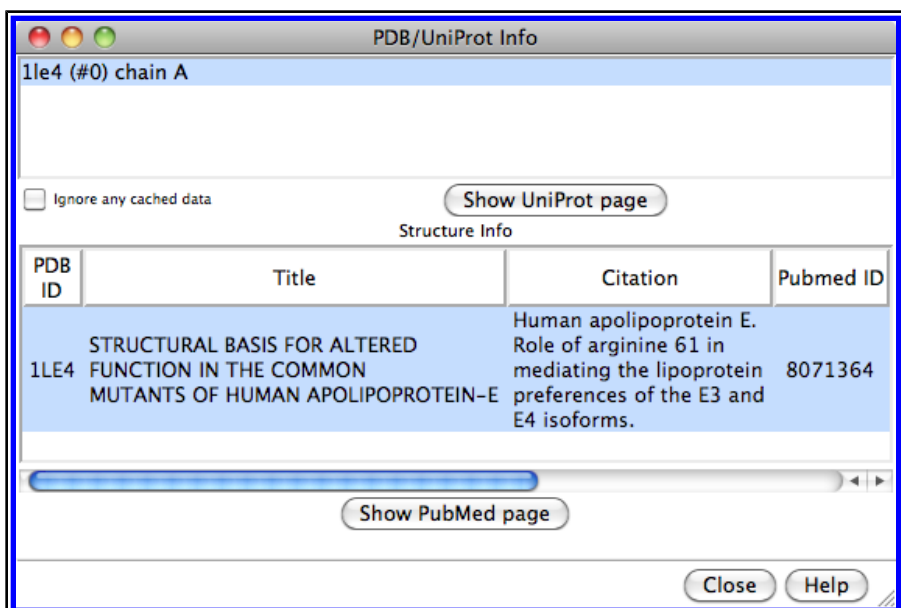 PDB/UniProt Info
1le4 (#0) chain A
Ignore any cached data
Show UniProt page
Structure Info
PDB ID
Title
Citation
Pubmed ID
1LE4
STRUCTURAL BASIS FOR ALTERED
FUNCTION IN THE COMMON
MUTANTS OF HUMAN APOLIPOPROTEIN-E
Human apolipoprotein E.
Role of arginine 61 in
mediating the lipoprotein
preferences of the E3 and
E4 isoforms.
8071364
Show PubMed page
Close
Help